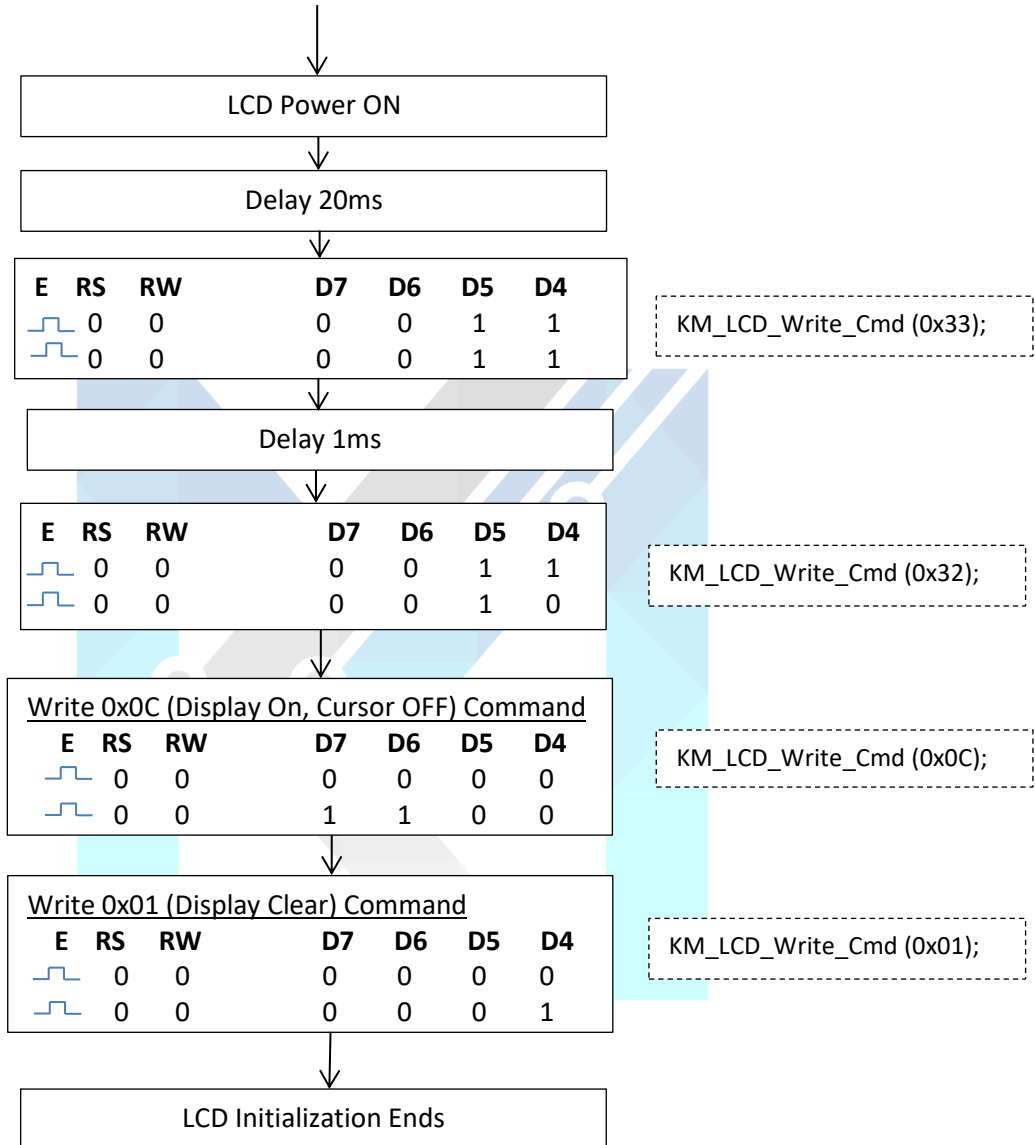 LCD Power ON
Delay 20ms
E RS RW D7 D6 D5 D4
0 0 0 0 1 1
0 0 0 0 1 1
KM_LCD_Write_Cmd (0x33);
Delay 1ms
E RS RW D7 D6 D5 D4
0 0 0 0 1 1
0 0 0 0 1 0
KM_LCD_Write_Cmd (0x32);
Write 0x0C (Display On, Cursor OFF) Command
E RS RW D7 D6 D5 D4
0 0 0 0 0 0
0 0 1 1 0 0
KM_LCD_Write_Cmd (0x0C);
Write 0x01 (Display Clear) Command
E RS RW D7 D6 D5 D4
0 0 0 0 0 0
0 0 0 0 0 1
KM_LCD_Write_Cmd (0x01);
LCD Initialization Ends